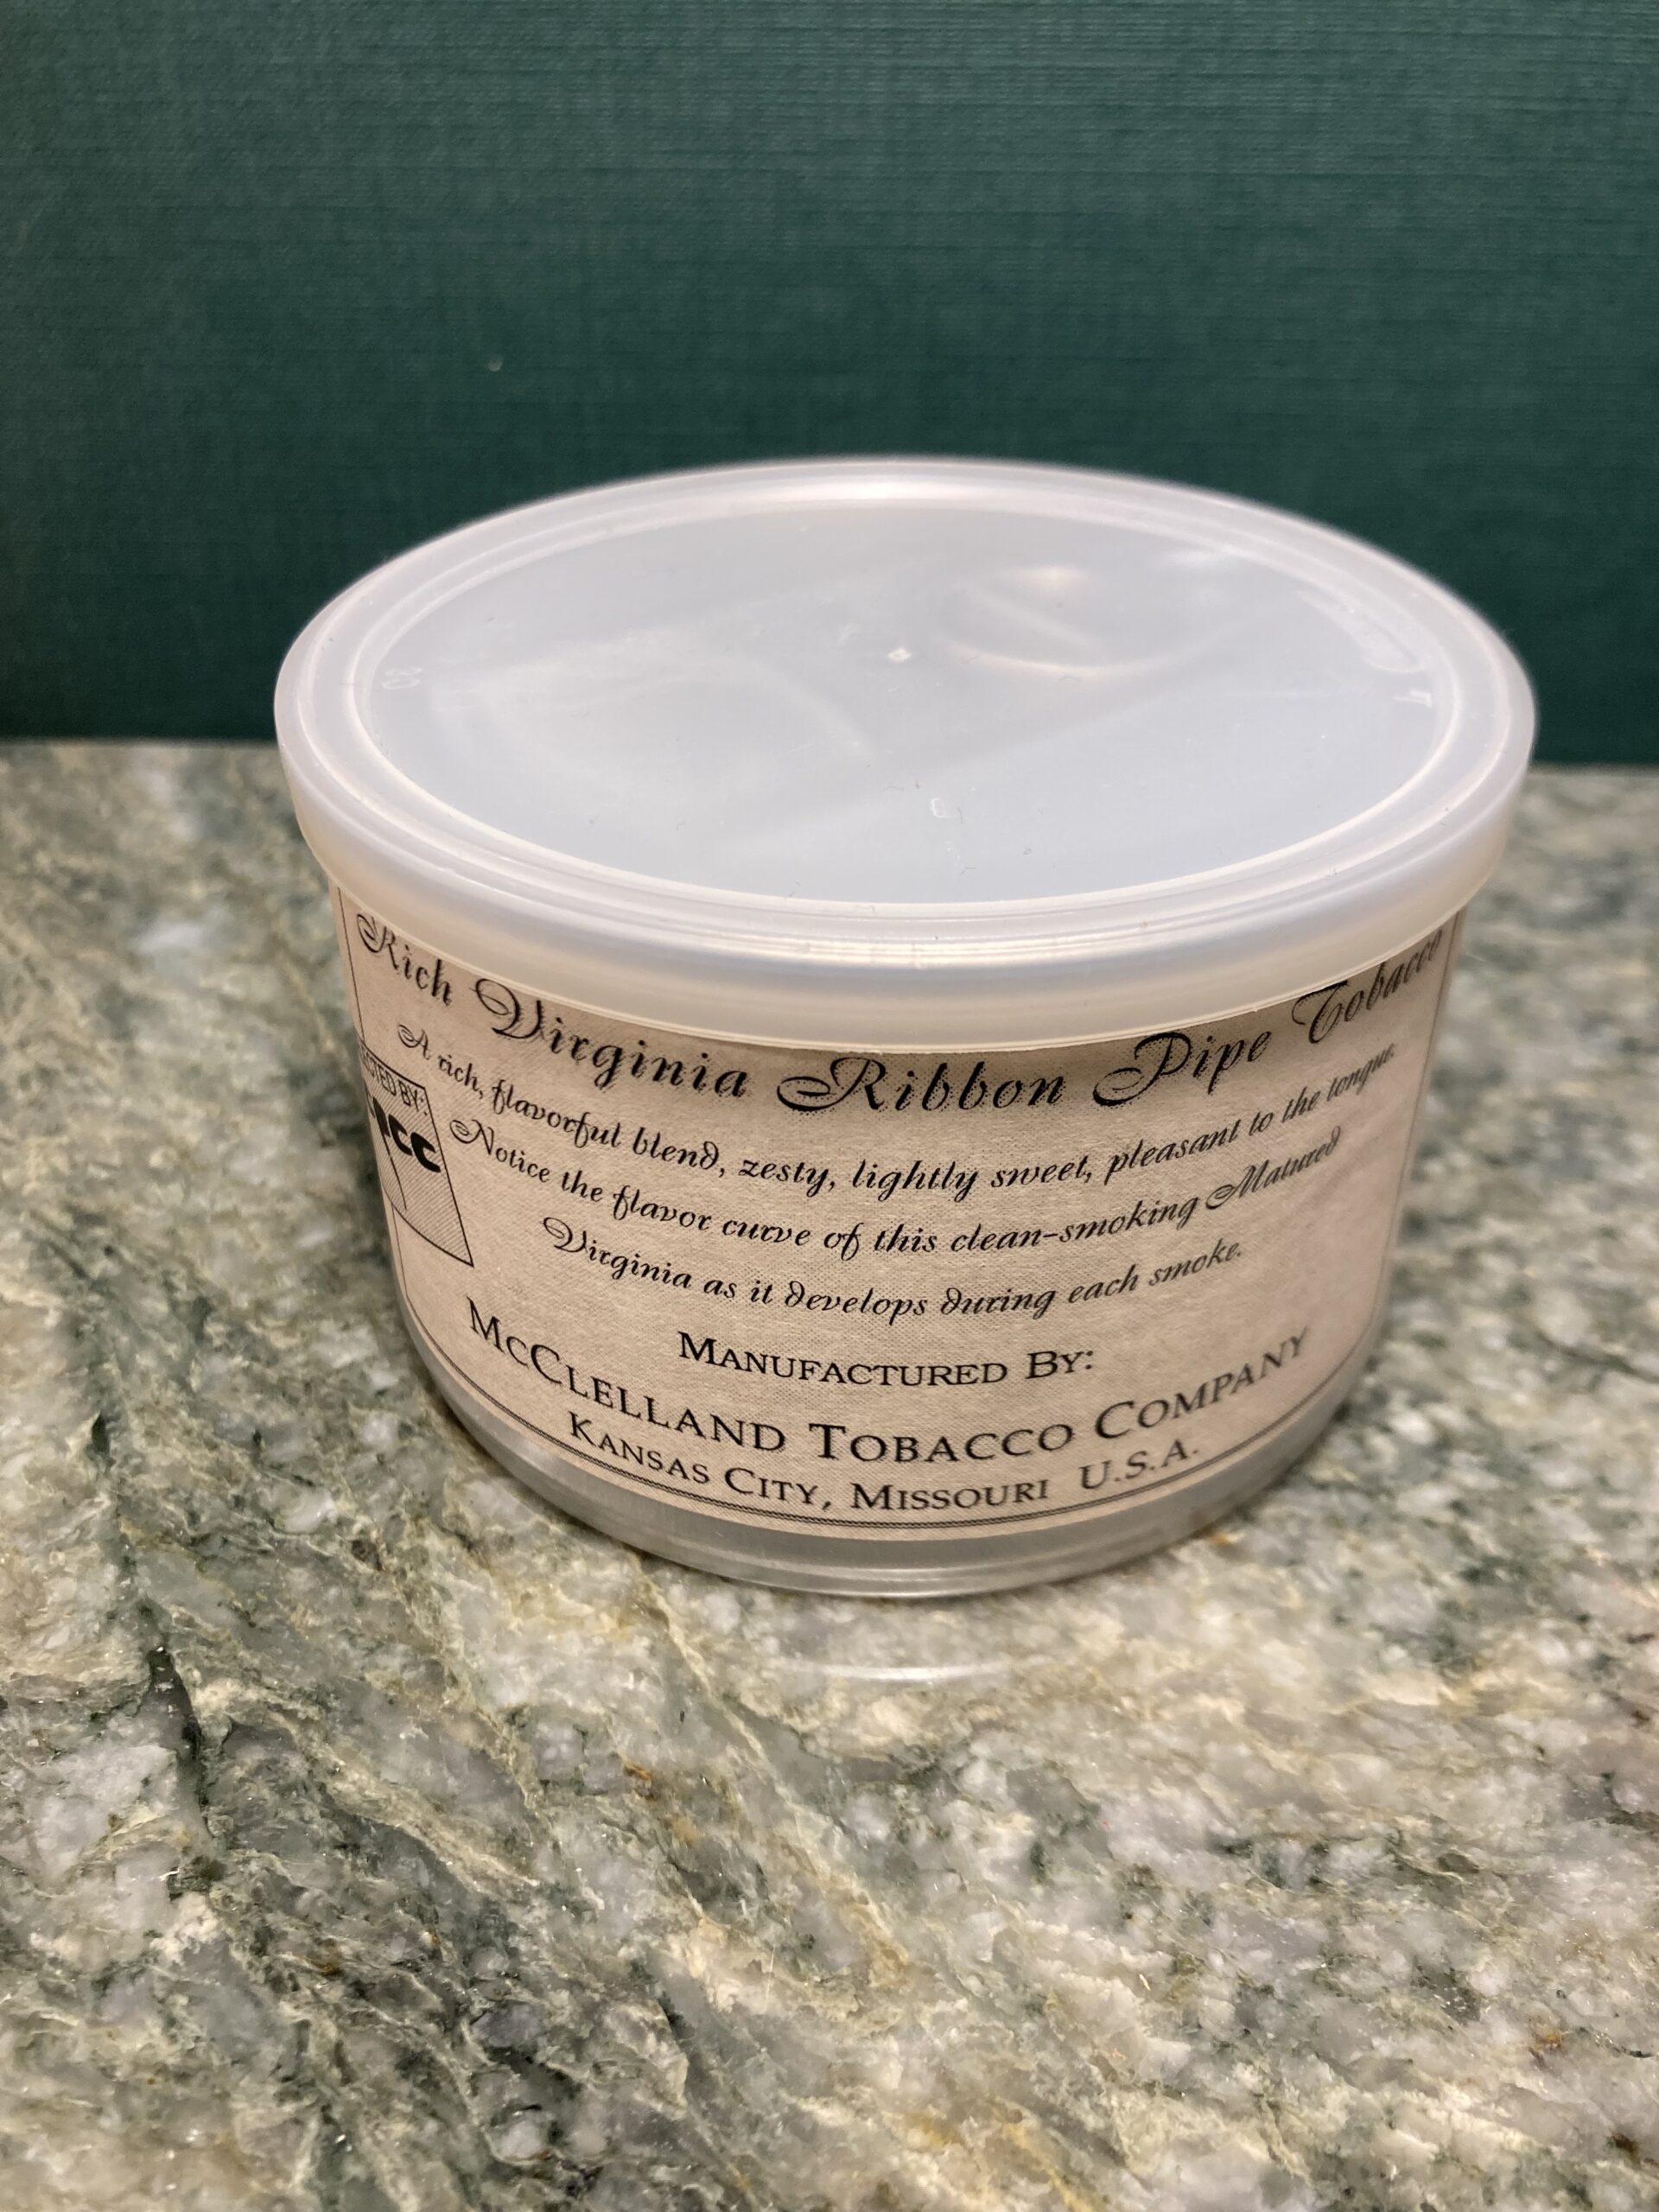 Rich Virginia Ribbon Pipe Tobacco
A rich, flavorful blend, zesty, lightly sweet, pleasant to the tongue.
Notice the flavor curve of this clean-smoking Matured
Virginia as it develops during each smoke.
MANUFACTURED BY:
MCCLELLAND TOBACCO COMPANY
KANSAS CITY, MISSOURI U.S.A.
BY: